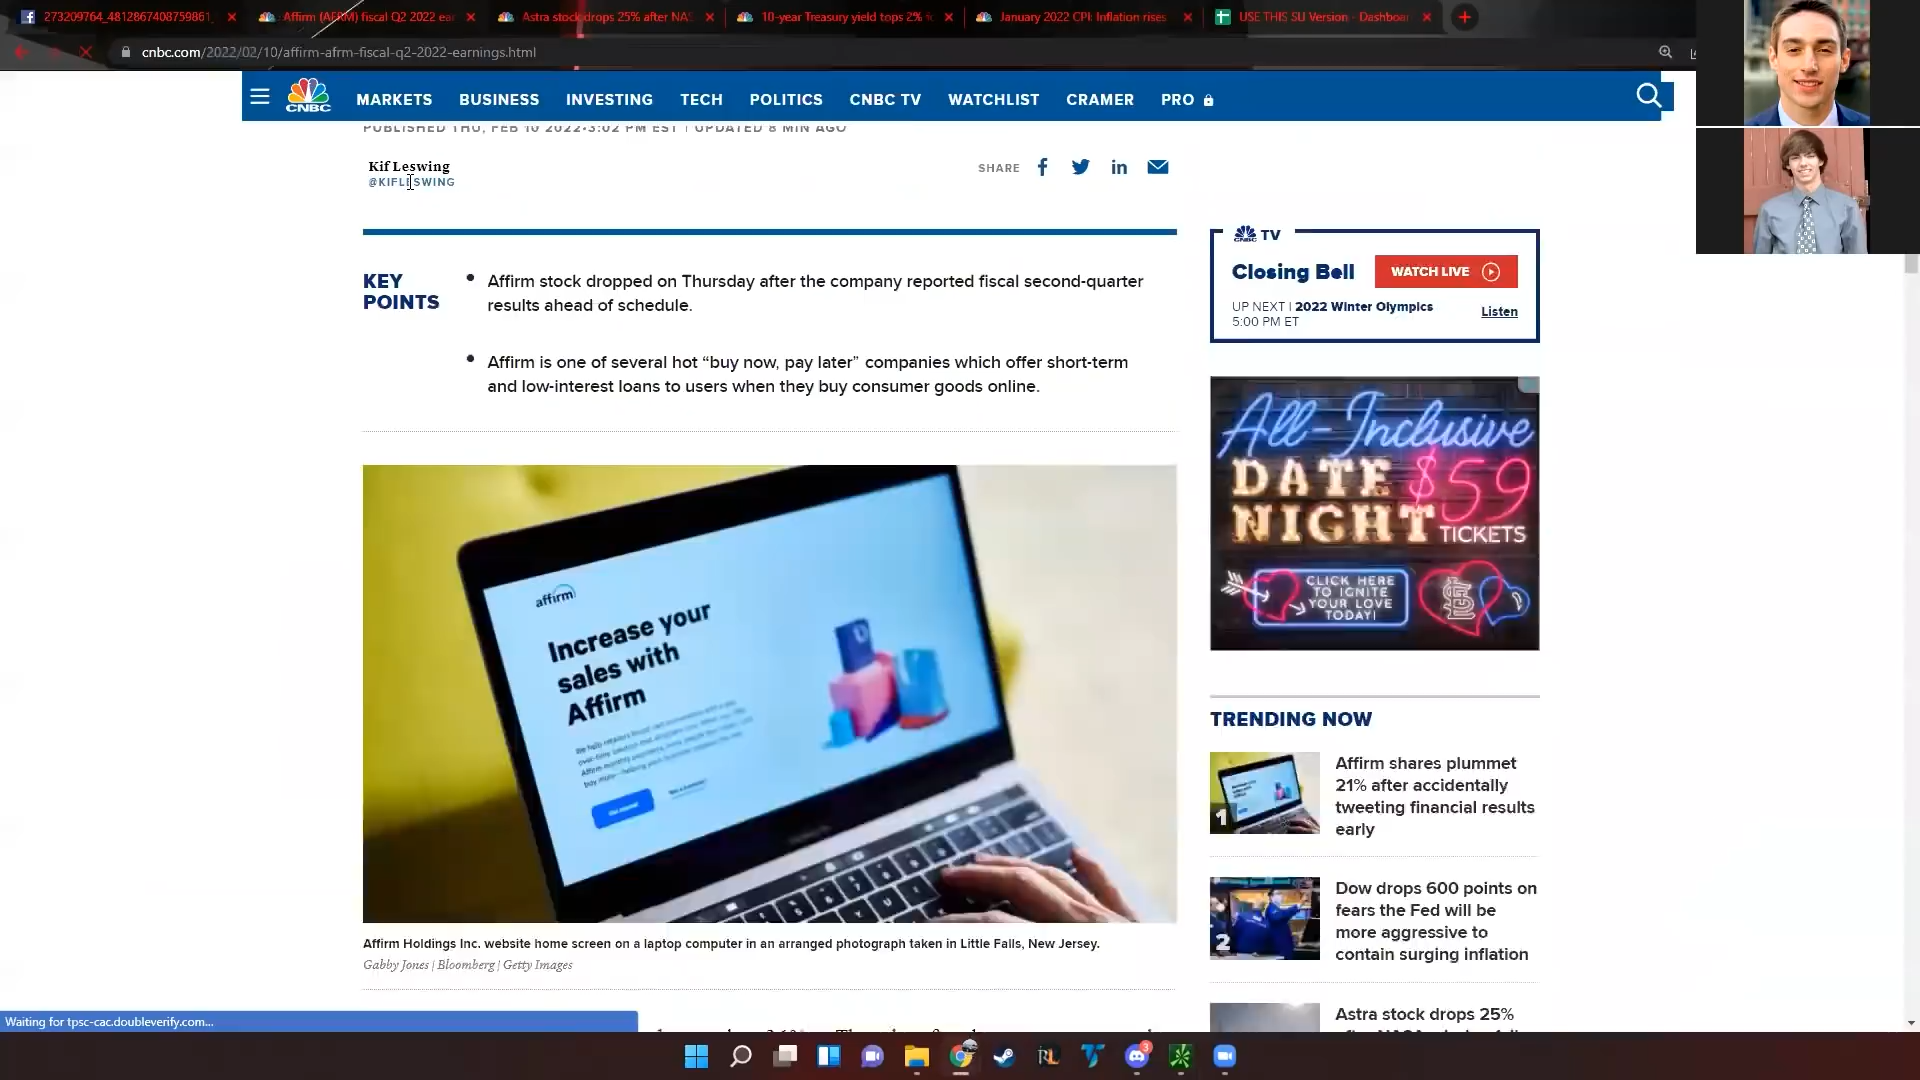 273209764_4812867408759861_
Affirm (AFRM) fiscal Q2 2022 ear
Astra stock drops 25% after NAS
10-year Treasury yield tops 2% fo
January 2022 CPI: Inflation rises
USE THIS SU Version - Dashboar
cnbc.com/2022/02/10/affirm-afrm-fiscal-q2-2022-earnings.html
CNBC
MARKETS BUSINESS INVESTING TECH POLITICS CNBC TV WATCHLIST CRAMER PRO
PUBLISHED THU, FEB 10 2022 3:02 PM EST | UPDATED 8 MIN AGO
Kif Leswing
@KIFLESWING
SHARE
KEY
POINTS
Affirm stock dropped on Thursday after the company reported fiscal second-quarter
results ahead of schedule.
Affirm is one of several hot “buy now, pay later” companies which offer short-term
and low-interest loans to users when they buy consumer goods online.
affirm
Increase your
sales with
Affirm
Affirm Holdings Inc. website home screen on a laptop computer in an arranged photograph taken in Little Falls, New Jersey.
Gabby Jones | Bloomberg | Getty Images
CNBC TV
Closing Bell
WATCH LIVE
UP NEXT | 2022 Winter Olympics
5:00 PM ET
Listen
All-Inclusive
DATE $59
NIGHT TICKETS
CLICK HERE
TO IGNITE
YOUR LOVE
TODAY!
TRENDING NOW
1
Affirm shares plummet
21% after accidentally
tweeting financial results
early
2
Dow drops 600 points on
fears the Fed will be
more aggressive to
contain surging inflation
Astra stock drops 25%
Waiting for tpsc-cac.doubleverify.com...
3